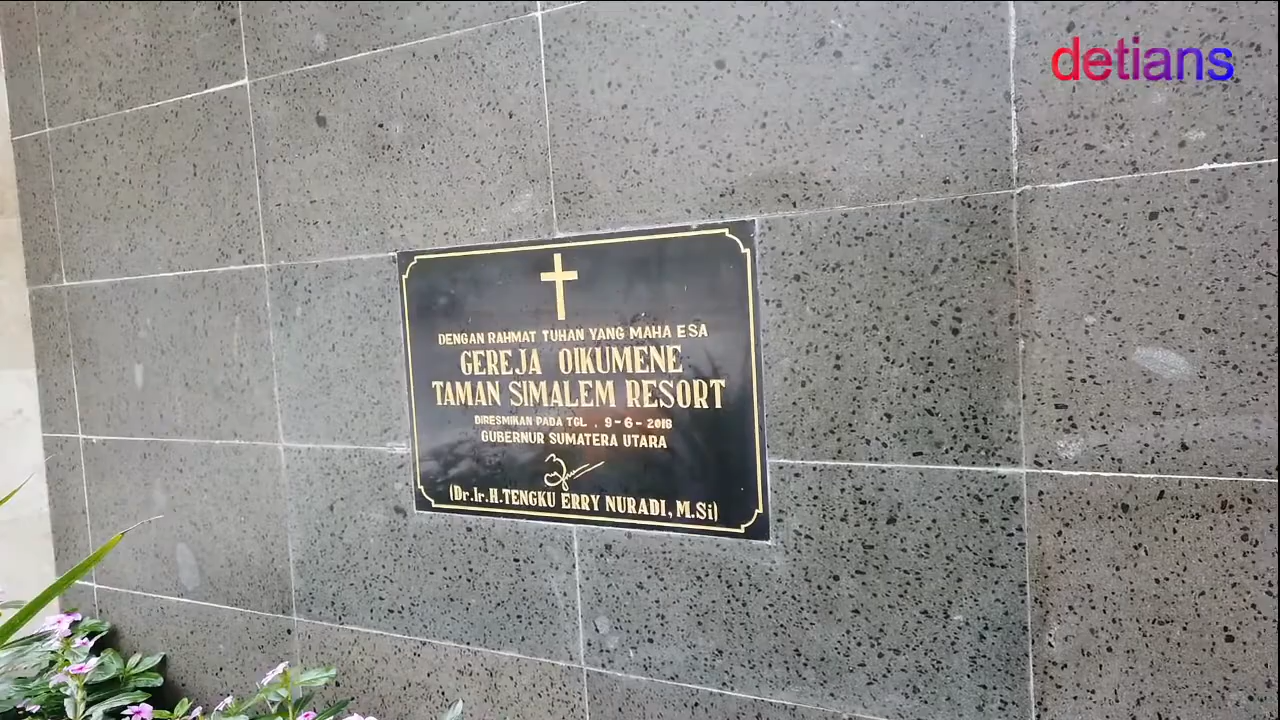 detians
DENGAN RAHMAT TUHAN YANG MAHA ESA
GEREJA OIKUMENE
TAMAN SIMALEM RESORT
DIRESMIKAN PADA TGL . 9-6-2018
GUBERNUR SUMATERA UTARA
(Dr.Ir.H.TENGKU ERRY NURADI, M.Si)